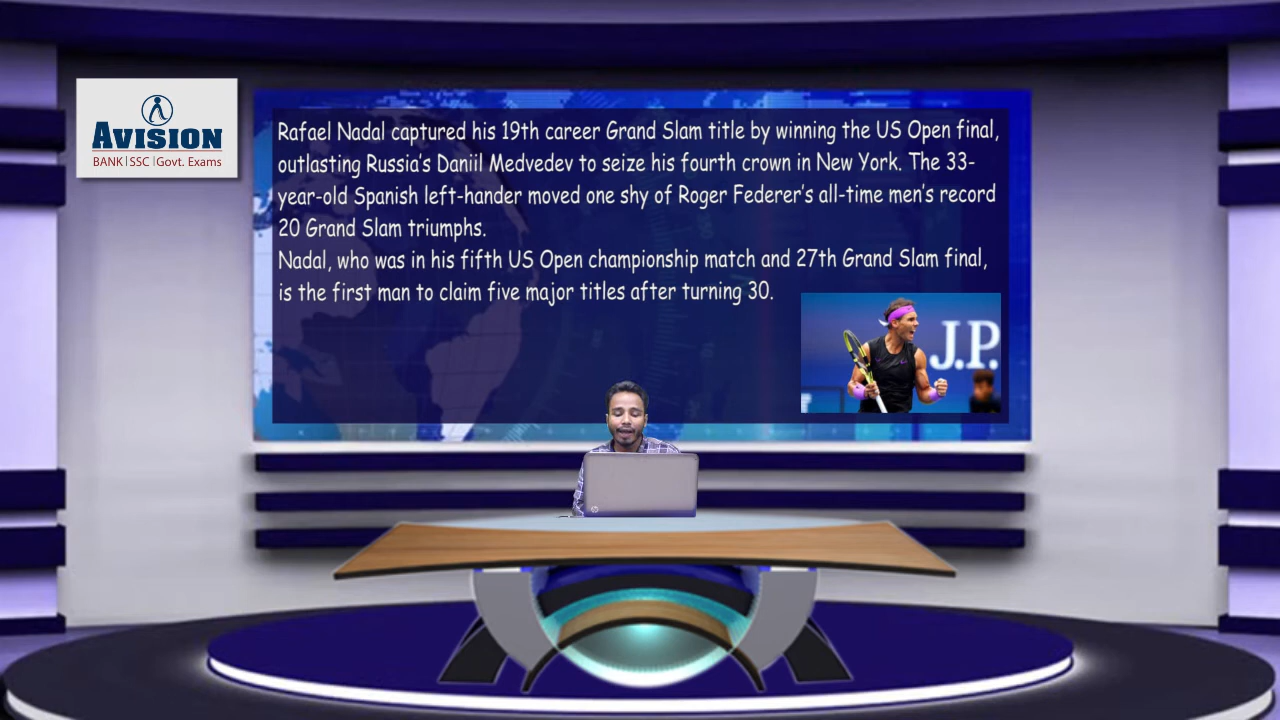 AVISION
BANK|SSC|Govt. Exams
Rafael Nadal captured his 19th career Grand Slam title by winning the US Open final,
outlasting Russia's Daniil Medvedev to seize his fourth crown in New York. The 33-
year-old Spanish left-hander moved one shy of Roger Federer's all-time men's record
20 Grand Slam triumphs.
Nadal, who was in his fifth US Open championship match and 27th Grand Slam final,
is the first man to claim five major titles after turning 30.
J.P.
hp